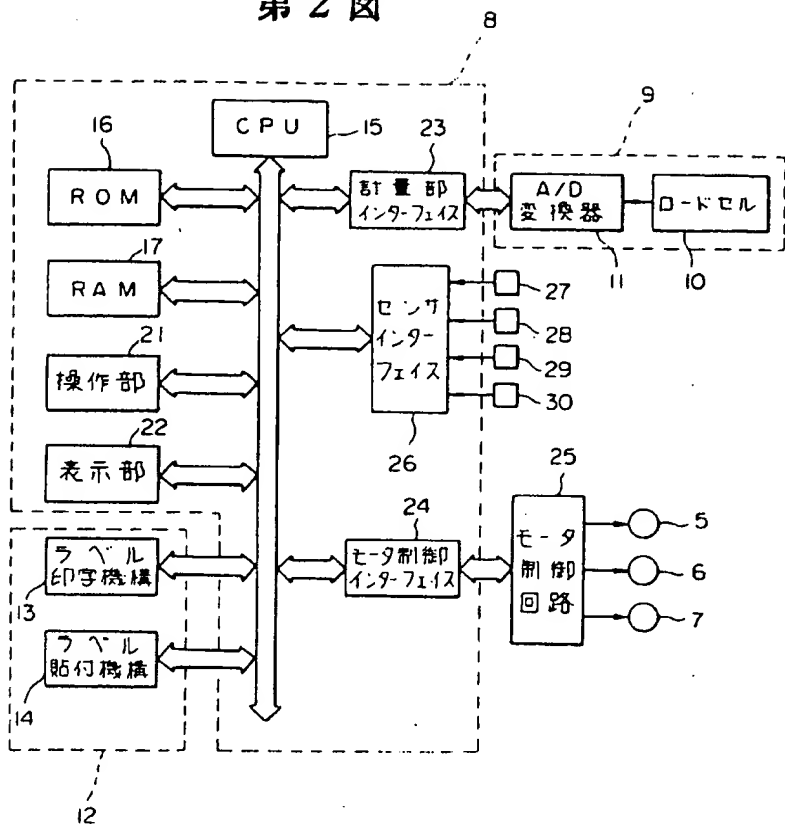 第2図
8
CPU
15
16
ROM
23
計量部
インターフェイス
9
A/D
変換器
11
ロードセル
10
17
RAM
センサ
インター
フェイス
26
27
28
29
30
21
操作部
22
表示部
24
モータ制御
インターフェイス
25
モータ
制御
回路
5
6
7
ラベル
印字機構
13
ラベル
貼付機構
14
12